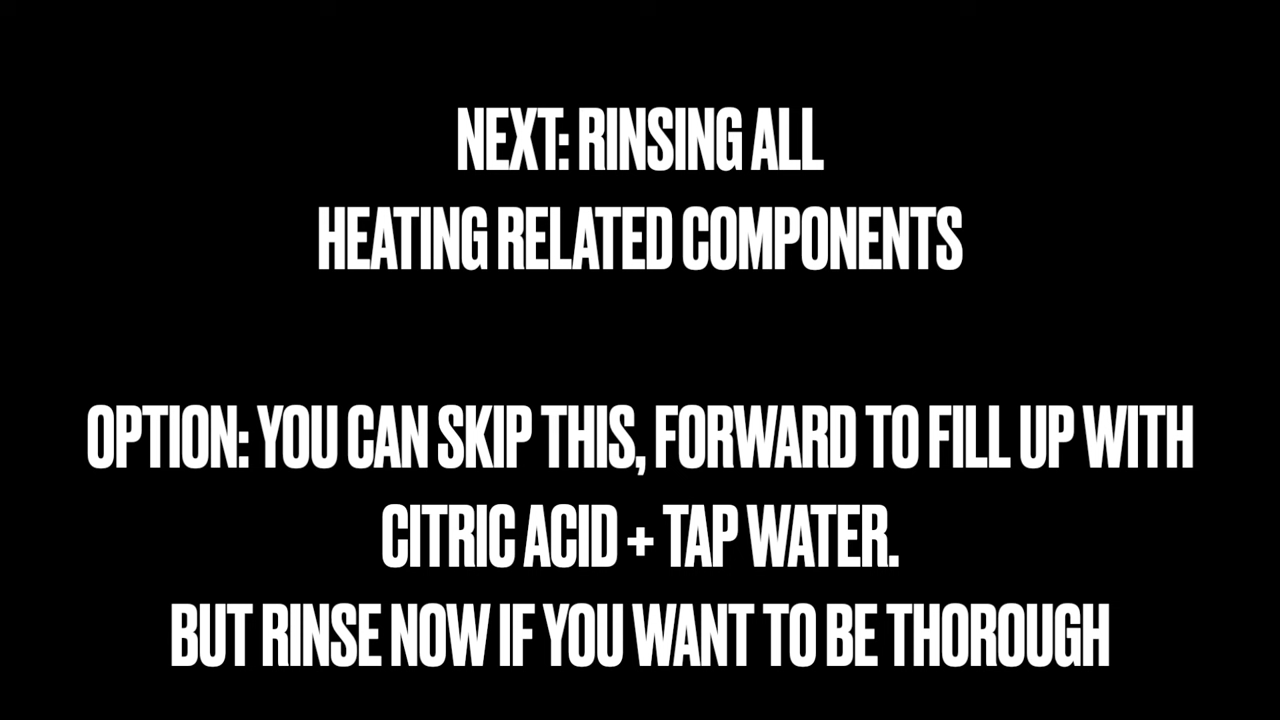 NEXT: RINSING ALL
HEATING RELATED COMPONENTS
OPTION: YOU CAN SKIP THIS, FORWARD TO FILL UP WITH
CITRIC ACID + TAP WATER.
BUT RINSE NOW IF YOU WANT TO BE THOROUGH